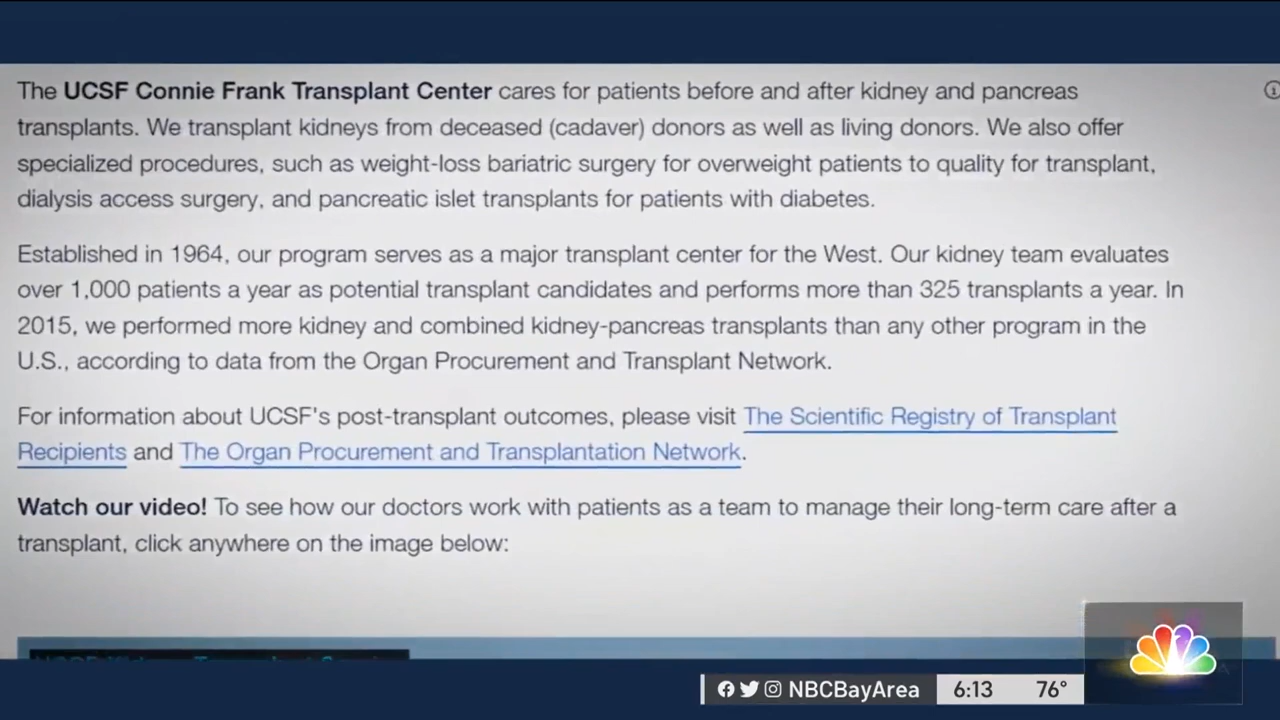 The UCSF Connie Frank Transplant Center cares for patients before and after kidney and pancreas
transplants. We transplant kidneys from deceased (cadaver) donors as well as living donors. We also offer
specialized procedures, such as weight-loss bariatric surgery for overweight patients to quality for transplant,
dialysis access surgery, and pancreatic islet transplants for patients with diabetes.
Established in 1964, our program serves as a major transplant center for the West. Our kidney team evaluates
over 1,000 patients a year as potential transplant candidates and performs more than 325 transplants a year. In
2015, we performed more kidney and combined kidney-pancreas transplants than any other program in the
U.S., according to data from the Organ Procurement and Transplant Network.
For information about UCSF's post-transplant outcomes, please visit The Scientific Registry of Transplant
Recipients and The Organ Procurement and Transplantation Network.
Watch our video! To see how our doctors work with patients as a team to manage their long-term care after a
transplant, click anywhere on the image below:
NBCBayArea 6:13 76°